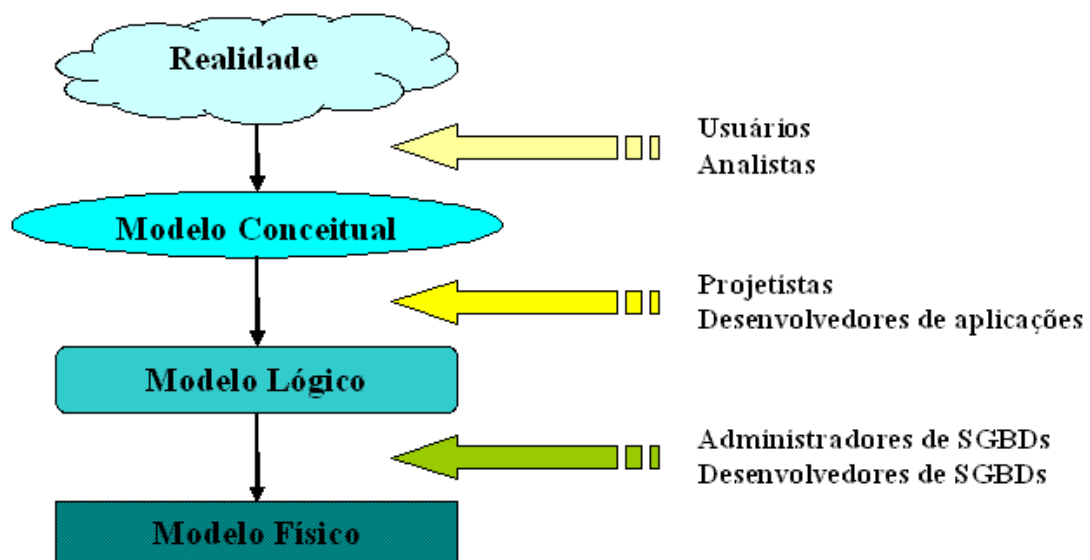 Realidade
Usuários
Analistas
Modelo Conceitual
Projetistas
Desenvolvedores de aplicações
Modelo Lógico
Administradores de SGBDs
Desenvolvedores de SGBDs
Modelo Físico